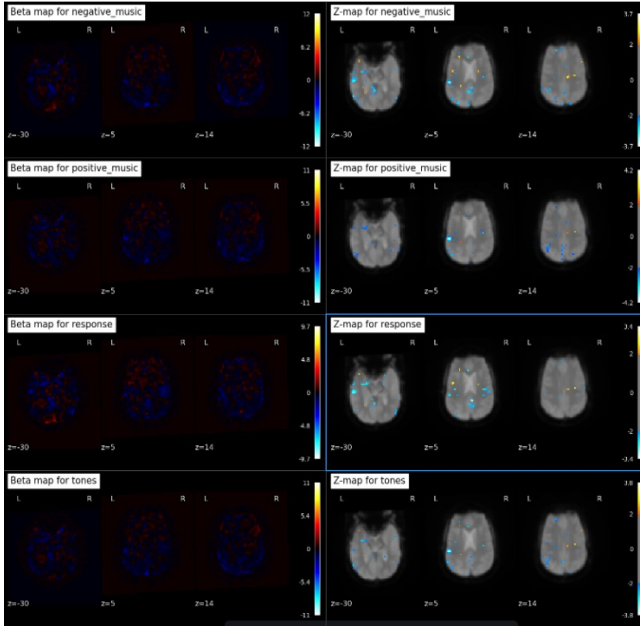 Beta map for negative_music
L R L L R
z=-30 z=5 z=14
12
6.2
0
-6.2
-12
Z-map for negative_music
L R L L R
z=-30 z=5 z=14
3.7
2
0
-2
-3.7
Beta map for positive_music
L R L L R
z=-30 z=5 z=14
11
5.5
0
-5.5
-11
Z-map for positive_music
L R L L R
z=-30 z=5 z=14
4.2
2
0
-2
-4.2
Beta map for response
L R L L R
z=-30 z=5 z=14
9.7
4.8
0
-4.8
-9.7
Z-map for response
L R L L R
z=-30 z=5 z=14
3.4
2
0
-2
-3.4
Beta map for tones
L R L L R
z=-30 z=5 z=14
11
5.4
0
-5.4
-11
Z-map for tones
L R L L R
z=-30 z=5 z=14
3.8
2
0
-2
-3.8